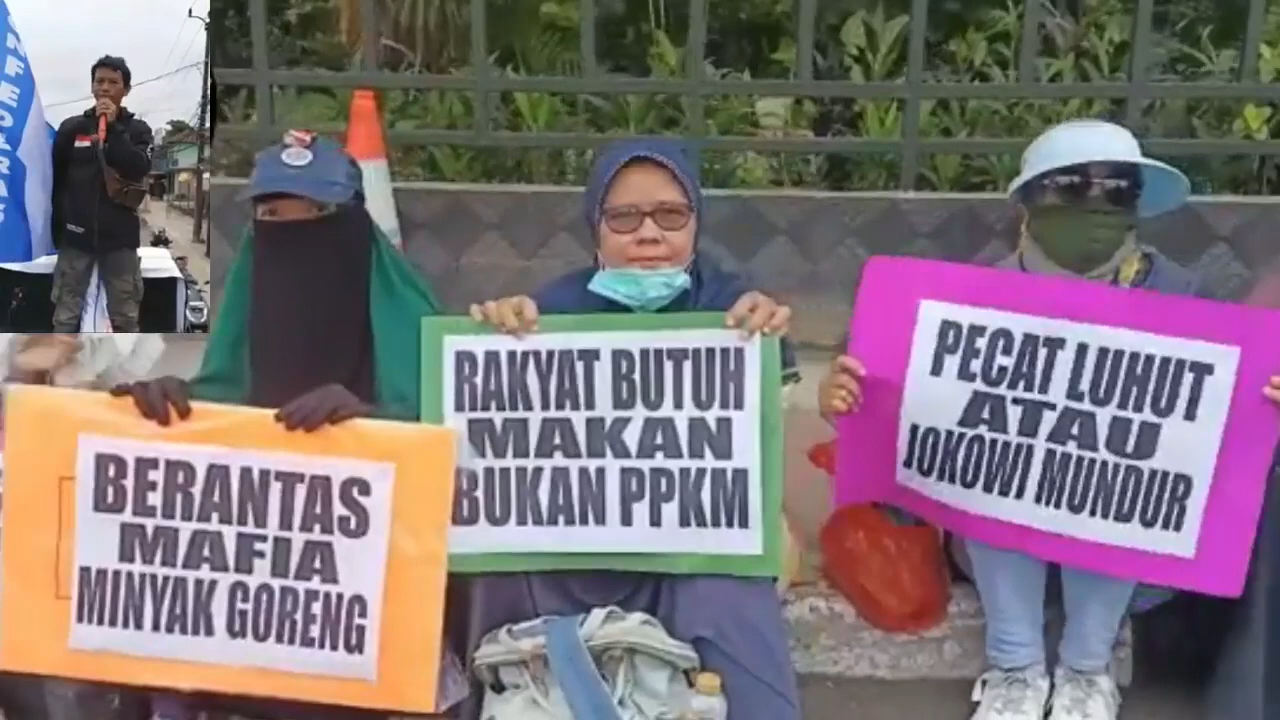 BERANTAS
MAFIA
MINYAK GORENG
RAKYAT BUTUH
MAKAN
BUKAN PPKM
PECAT LUHUT
ATAU
JOKOWI MUNDUR